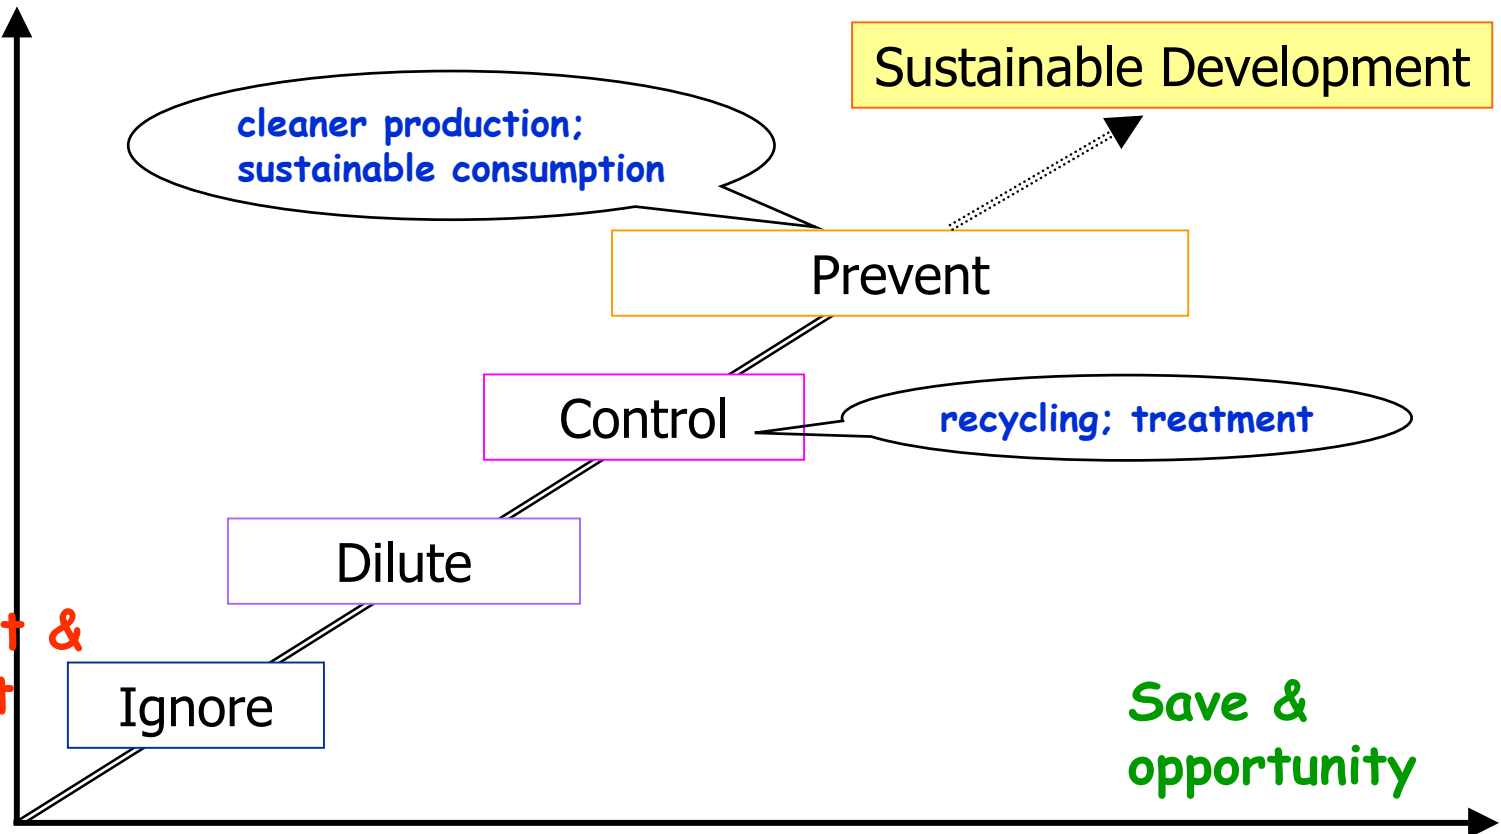 Sustainable Development
cleaner production;
sustainable consumption
Prevent
Control
recycling; treatment
Dilute
&
Ignore
Save &
opportunity